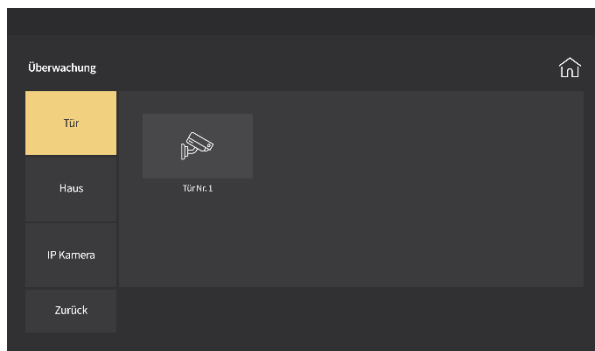 Überwachung
Tür
Haus
Tür Nr. 1
IP Kamera
Zurück